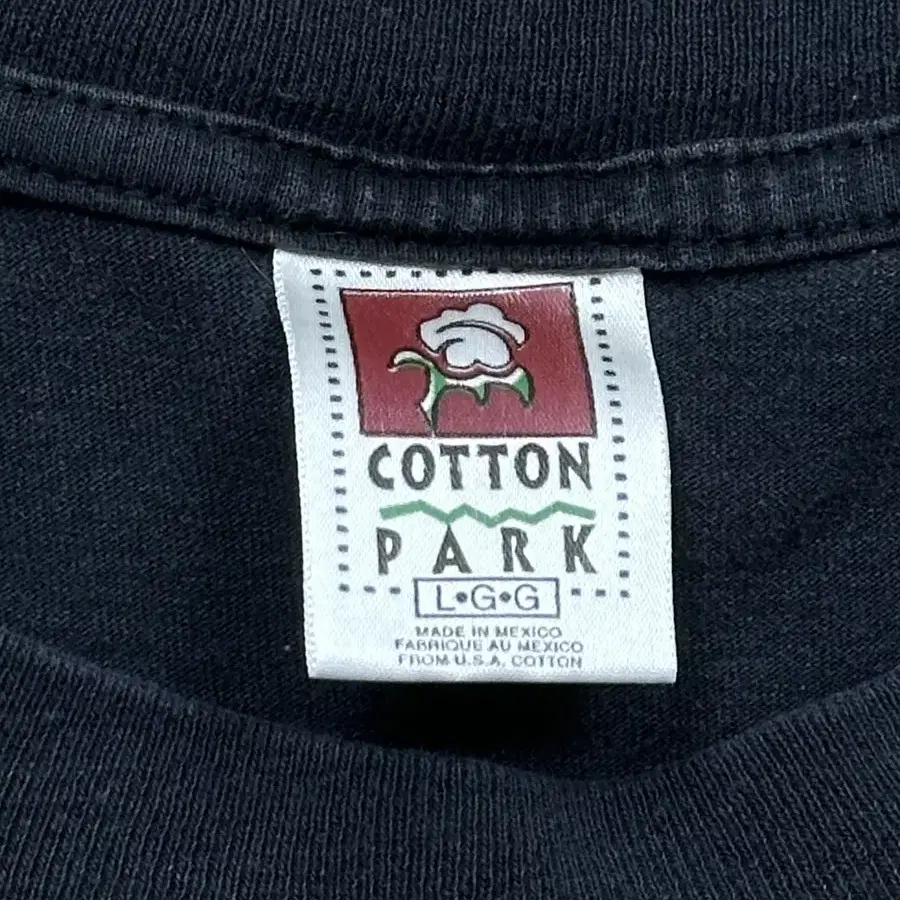 COTTON
PARK
L•G•G
MADE IN MEXICO
FABRIQUE AU MEXICO
FROM U.S.A. COTTON